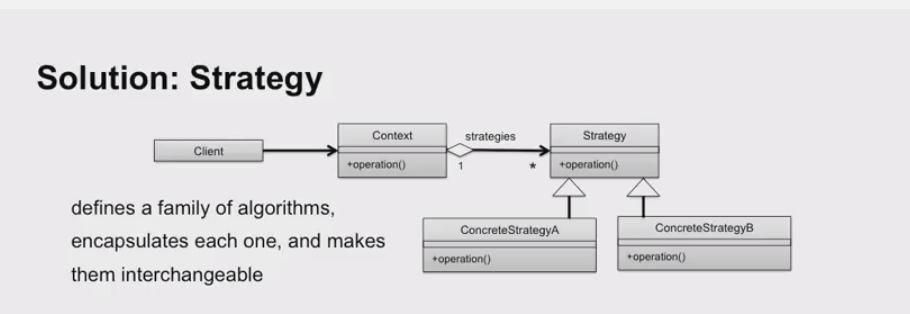 Solution: Strategy
Client
Context
+operation()
strategies
1
*
Strategy
+operation()
ConcreteStrategyA
+operation()
ConcreteStrategyB
+operation()
defines a family of algorithms,
encapsulates each one, and makes
them interchangeable